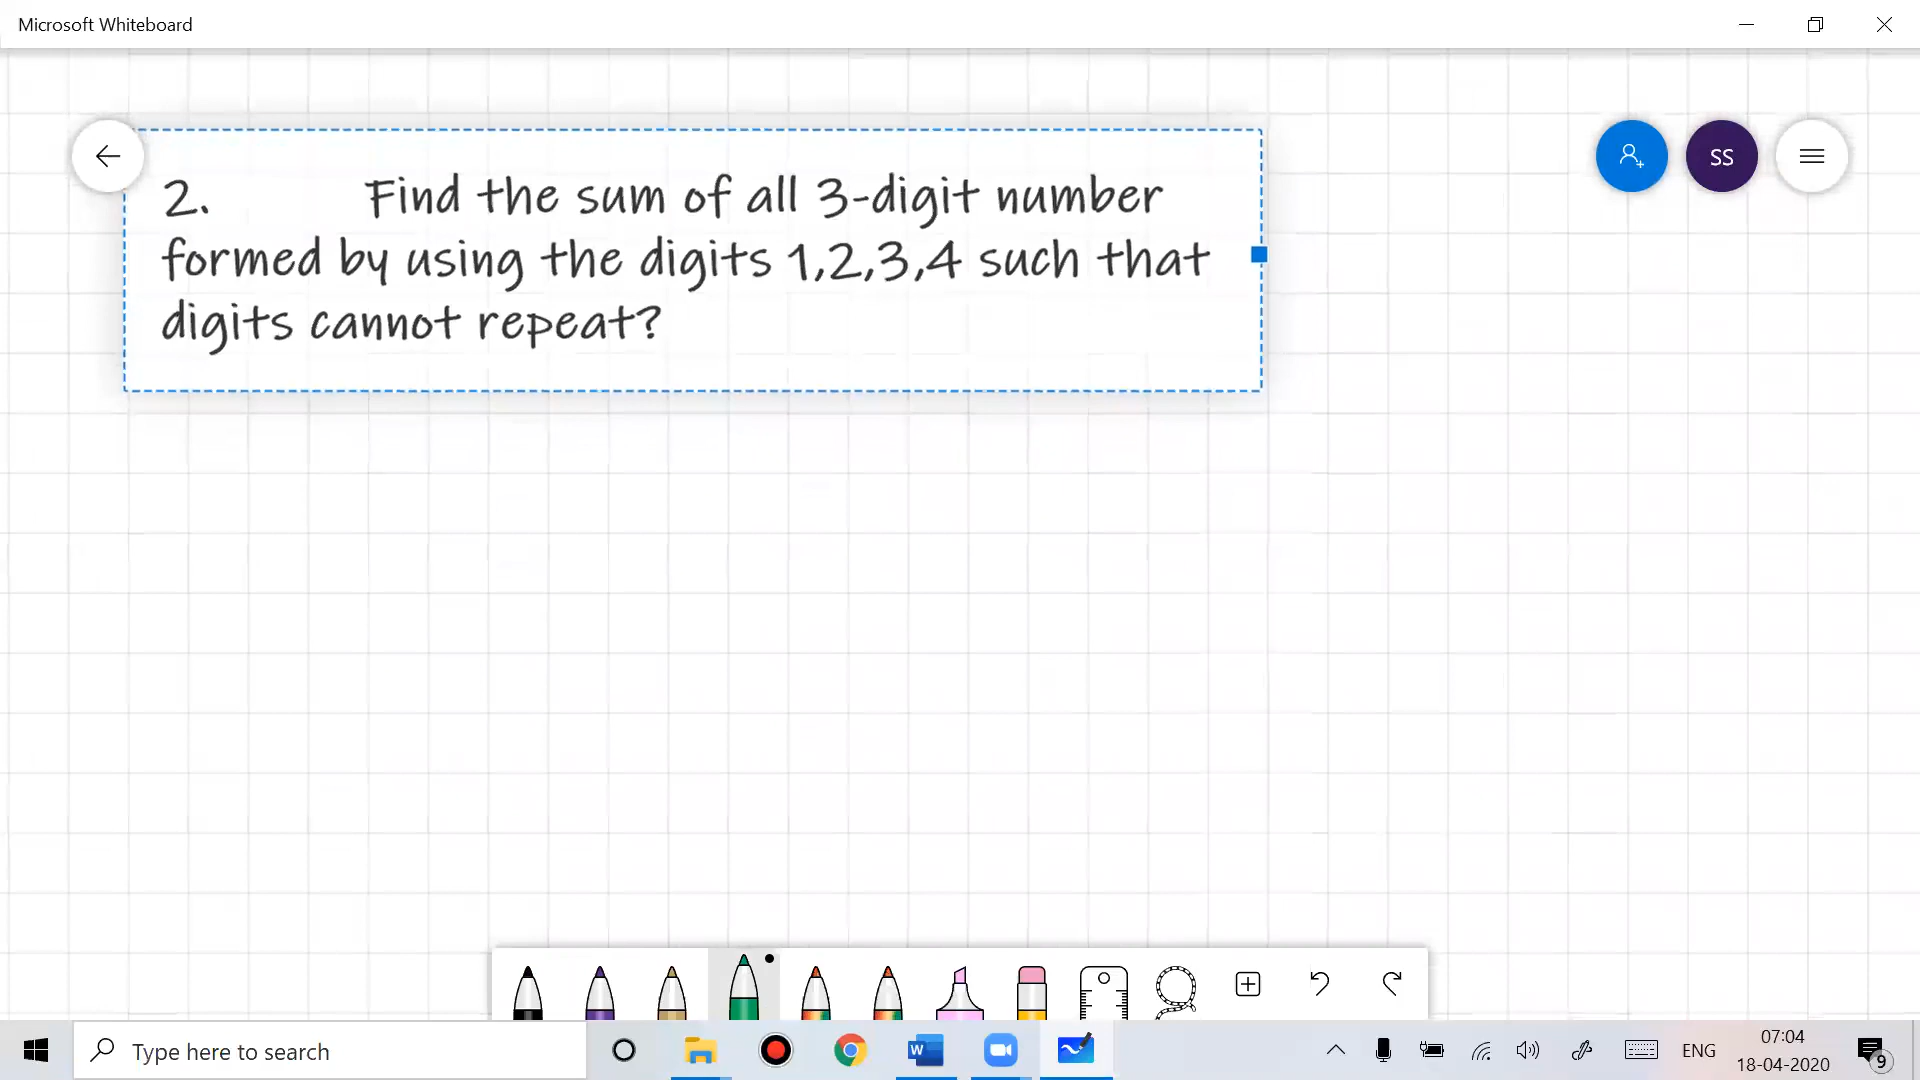 Microsoft Whiteboard
SS
2. Find the sum of all 3-digit number
formed by using the digits 1,2,3,4 such that
digits cannot repeat?
Type here to search
W
ENG
07:04
18-04-2020
9